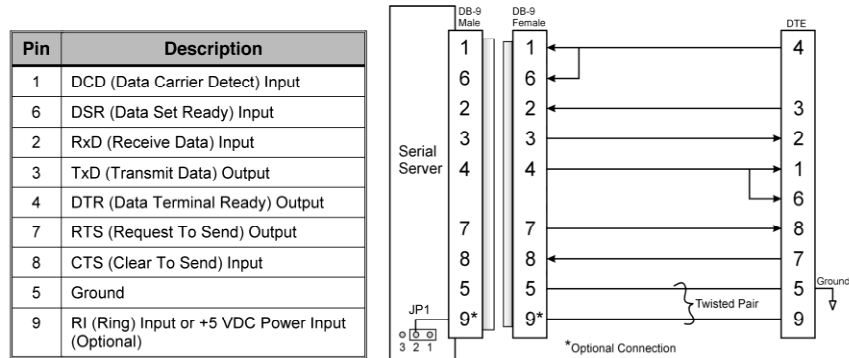 Pin Description
1 DCD (Data Carrier Detect) Input
6 DSR (Data Set Ready) Input
2 RxD (Receive Data) Input
3 TxD (Transmit Data) Output
4 DTR (Data Terminal Ready) Output
7 RTS (Request To Send) Output
8 CTS (Clear To Send) Input
5 Ground
9 RI (Ring) Input or +5 VDC Power Input
(Optional)
DB-9 DB-9
Male Female DTE
1 1 4
6 6
2 2 3
3 3 2
Serial
Server
4 4 1
6
7 7 8
8 8 7
5 5 5 Ground
Twisted Pair
JP1
9* 9* 9
3 2 1
*Optional Connection